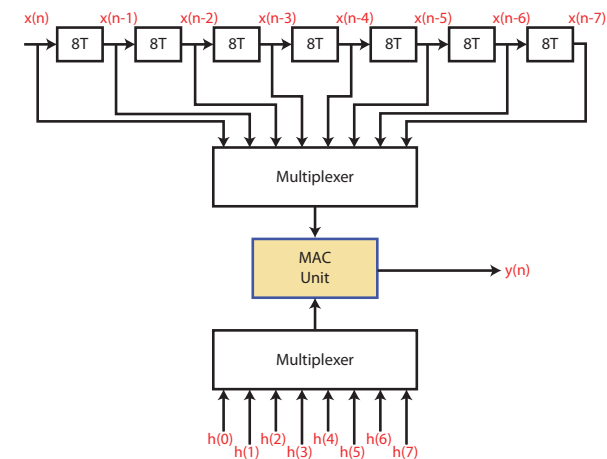 x(n) x(n-1) x(n-2) x(n-3) x(n-4) x(n-5) x(n-6) x(n-7)
8T 8T 8T 8T 8T 8T 8T
Multiplexer
MAC
Unit
y(n)
Multiplexer
h(0) h(1) h(2) h(3) h(4) h(5) h(6) h(7)